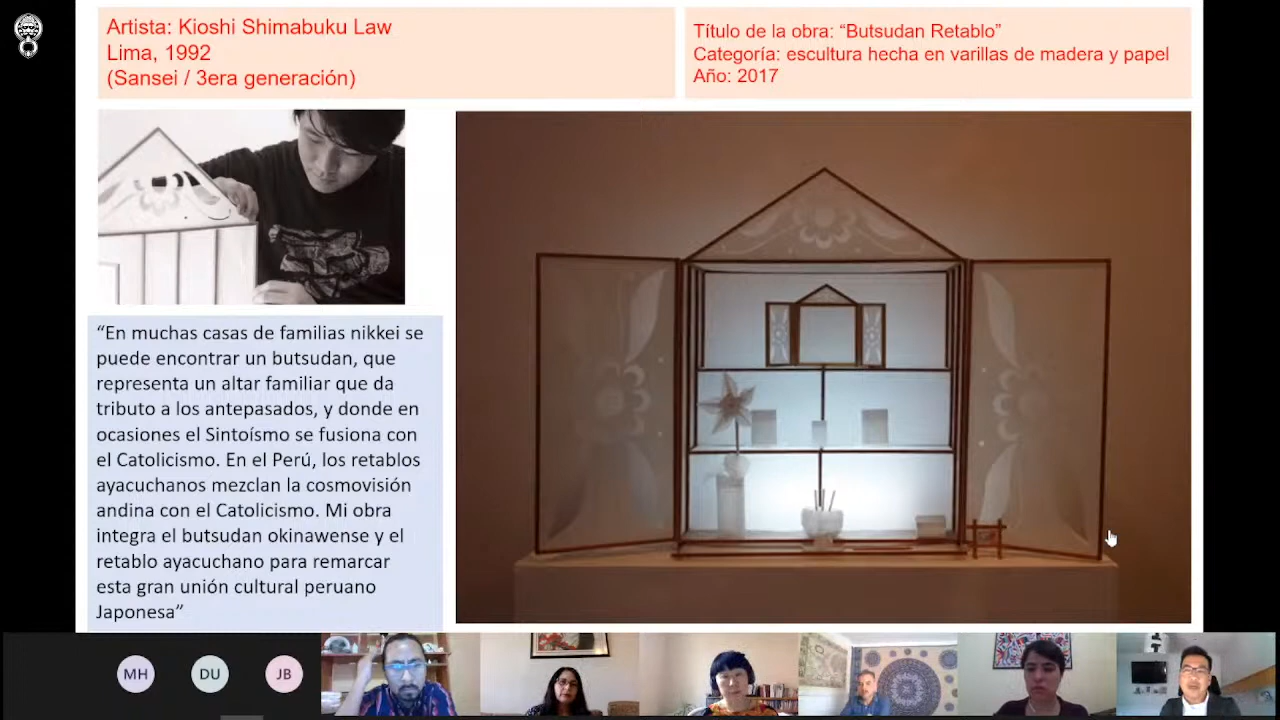 Artista: Kioshi Shimabuku Law
Lima, 1992
(Sansei / 3era generación)
Título de la obra: “Butsudan Retablo”
Categoría: escultura hecha en varillas de madera y papel
Año: 2017
“En muchas casas de familias nikkei se
puede encontrar un butsudan, que
representa un altar familiar que da
tributo a los antepasados, y donde en
ocasiones el Sintoísmo se fusiona con
el Catolicismo. En el Perú, los retablos
ayacuchanos mezclan la cosmovisión
andina con el Catolicismo. Mi obra
integra el butsudan okinawense y el
retablo ayacuchano para remarcar
esta gran unión cultural peruano
Japonesa”
MH
DU
JB